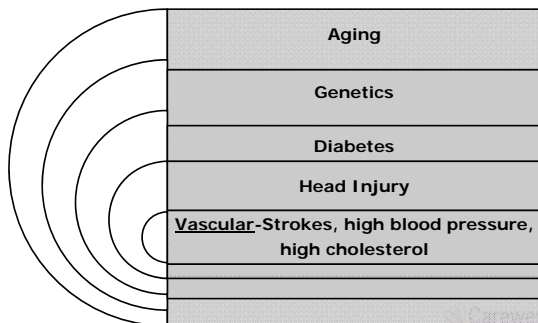 Aging
Genetics
Diabetes
Head Injury
Vascular-Strokes, high blood pressure,
high cholesterol